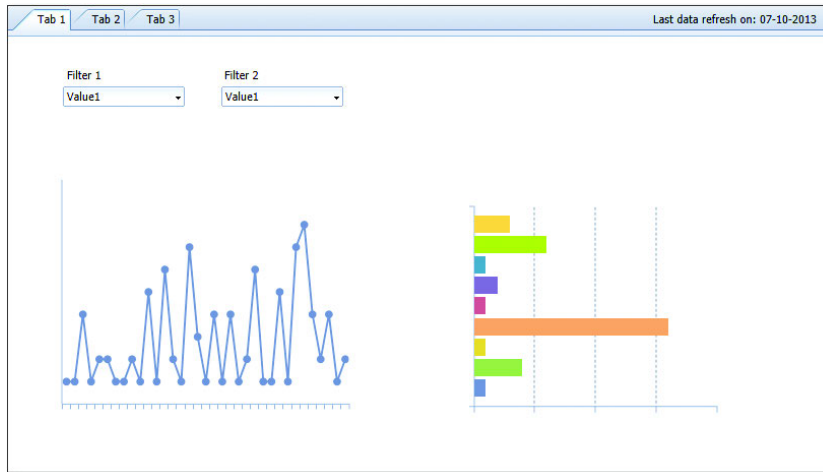 Tab 1 Tab 2 Tab 3 Last data refresh on: 07-10-2013
Filter 1 Filter 2
Value1 Value1